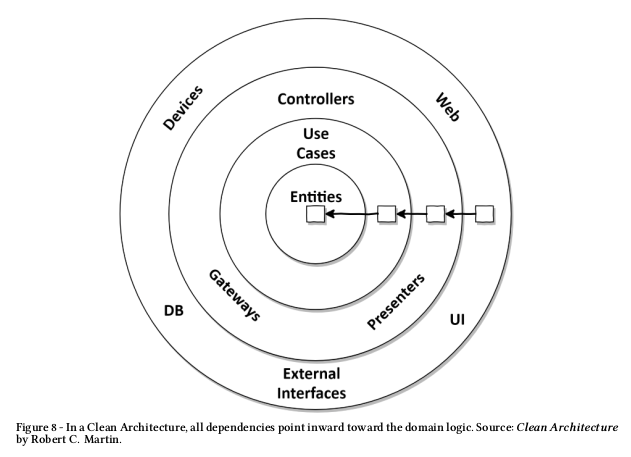 Devices
Controllers
Web
Use
Cases
Entities
Gateways
Presenters
DB
UI
External
Interfaces
Figure 8 - In a Clean Architecture, all dependencies point inward toward the domain logic. Source: Clean Architecture
by Robert C. Martin.